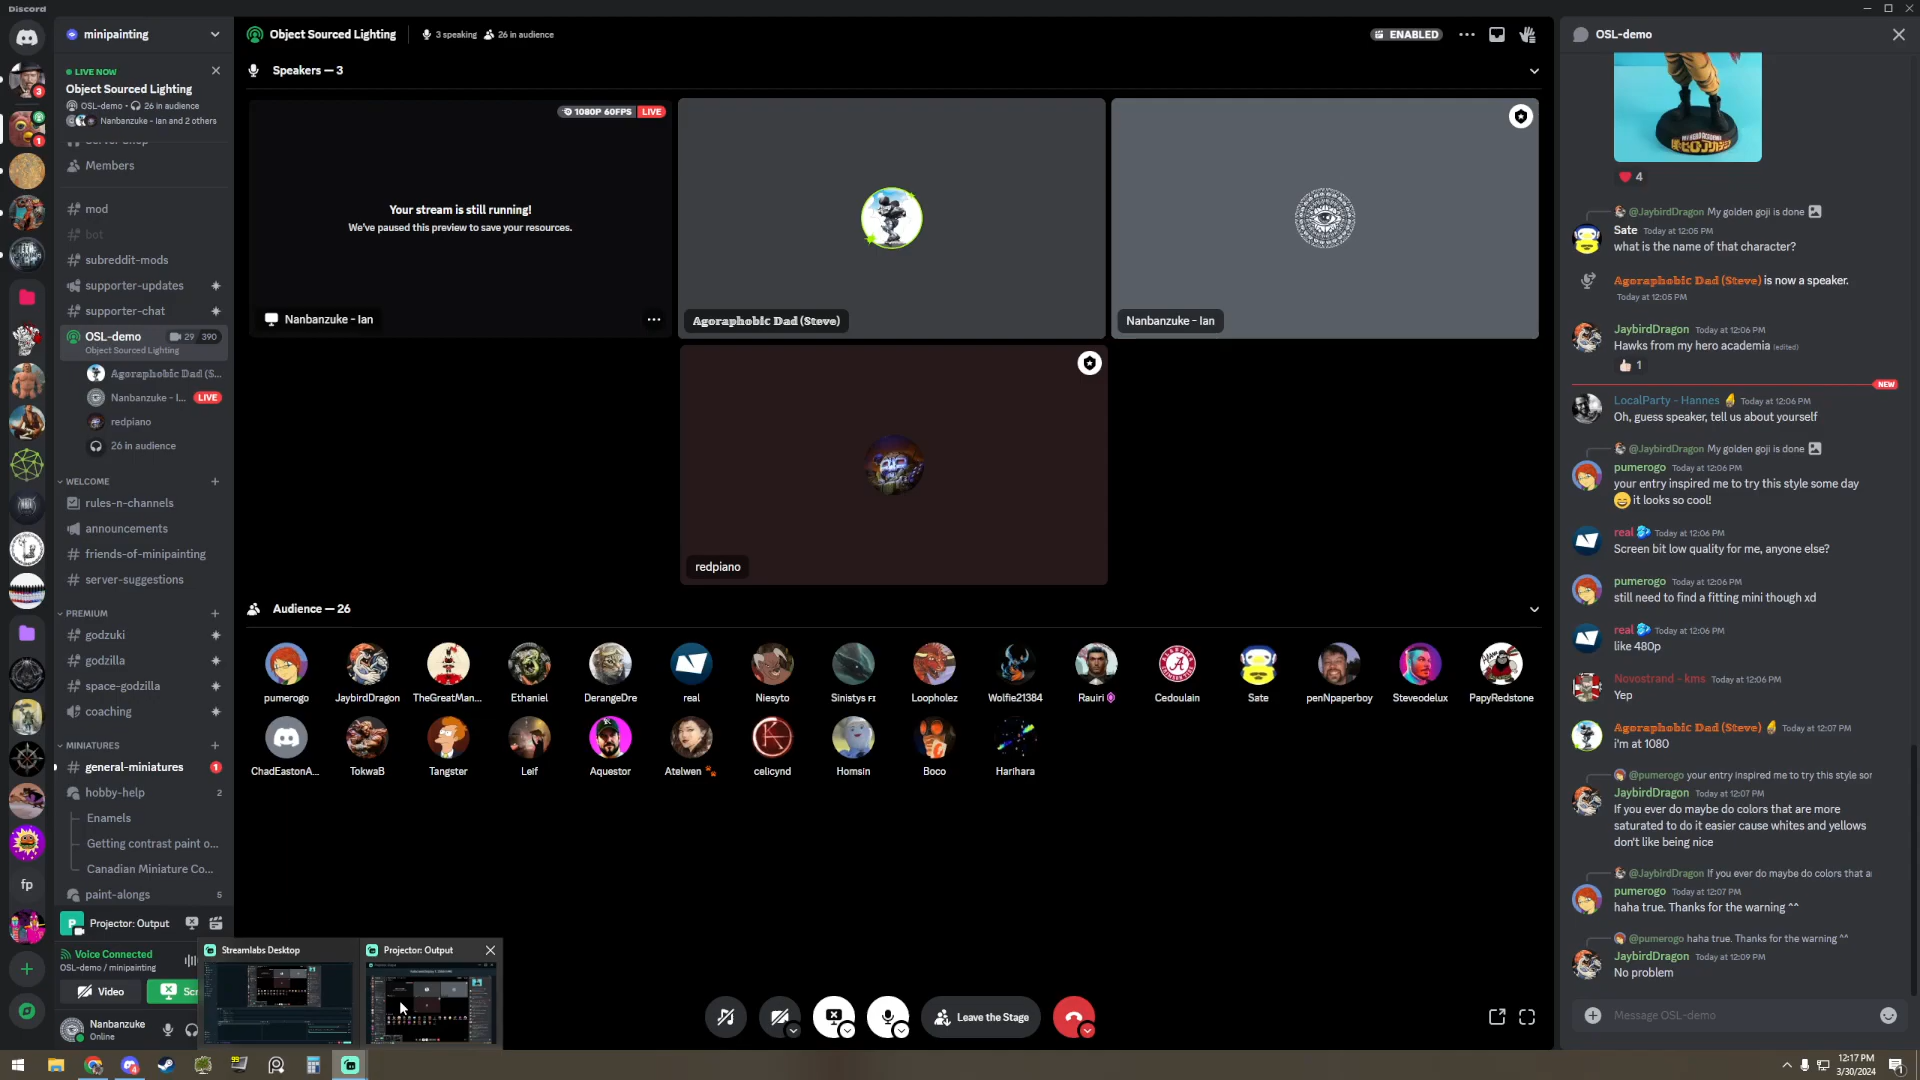 Discord
minipainting
LIVE NOW
Object Sourced Lighting
OSL-demo • 26 in audience
Nanbanzuke - Ian and 2 others
Members
mod
bot
subreddit-mods
supporter-updates
supporter-chat
OSL-demo 29 390
Object Sourced Lighting
Agoraphobic Dad (S...
Nanbanzuke - I... LIVE
redpiano
26 in audience
WELCOME
rules-n-channels
announcements
friends-of-minipainting
server-suggestions
PREMIUM
godzuki
godzilla
space-godzilla
coaching
MINIATURES
general-miniatures 1
hobby-help 2
Enamels
Getting contrast paint o...
Canadian Miniature Co...
paint-alongs 5
fp
3
1
P Projector: Output
Voice Connected
OSL-demo / minipainting
Video
Scr
Nanbanzuke
Online
Streamlabs Desktop
Projector: Output
Object Sourced Lighting 3 speaking 26 in audience
ENABLED
Speakers — 3
1080P 60FPS LIVE
Your stream is still running!
We've paused this preview to save your resources.
Nanbanzuke - Ian
Agoraphobic Dad (Steve)
Nanbanzuke - Ian
redpiano
Audience — 26
pumerogo JaybirdDragon TheGreatMan... Ethaniel DerangeDre real Niesyto Sinistys FI Loopholez Wolfie21384 Rauiri Cedoulain Sate penNpaperboy Steveodelux PapyRedstone
ChadEastonA... TokwaB Tangster Leif Aquestor Atelwen celicynd Homsin Boco Harihara
Leave the Stage
OSL-demo
4
@JaybirdDragon My golden goji is done
Sate Today at 12:05 PM
what is the name of that character?
Agoraphobic Dad (Steve) is now a speaker.
Today at 12:05 PM
JaybirdDragon Today at 12:06 PM
Hawks from my hero academia (edited)
1
NEW
LocalParty - Hannes Today at 12:06 PM
Oh, guess speaker, tell us about yourself
@JaybirdDragon My golden goji is done
pumerogo Today at 12:06 PM
your entry inspired me to try this style some day
it looks so cool!
real Today at 12:06 PM
Screen bit low quality for me, anyone else?
pumerogo Today at 12:06 PM
still need to find a fitting mini though xd
real Today at 12:06 PM
like 480p
Novostrand - kms Today at 12:06 PM
Yep
Agoraphobic Dad (Steve) Today at 12:07 PM
i'm at 1080
@pumerogo your entry inspired me to try this style sor
JaybirdDragon Today at 12:07 PM
If you ever do maybe do colors that are more
saturated to do it easier cause whites and yellows
don't like being nice
@JaybirdDragon If you ever do maybe do colors that a
pumerogo Today at 12:07 PM
haha true. Thanks for the warning ^^
@pumerogo haha true. Thanks for the warning ^^
JaybirdDragon Today at 12:09 PM
No problem
Message OSL-demo
12:17 PM
3/30/2024